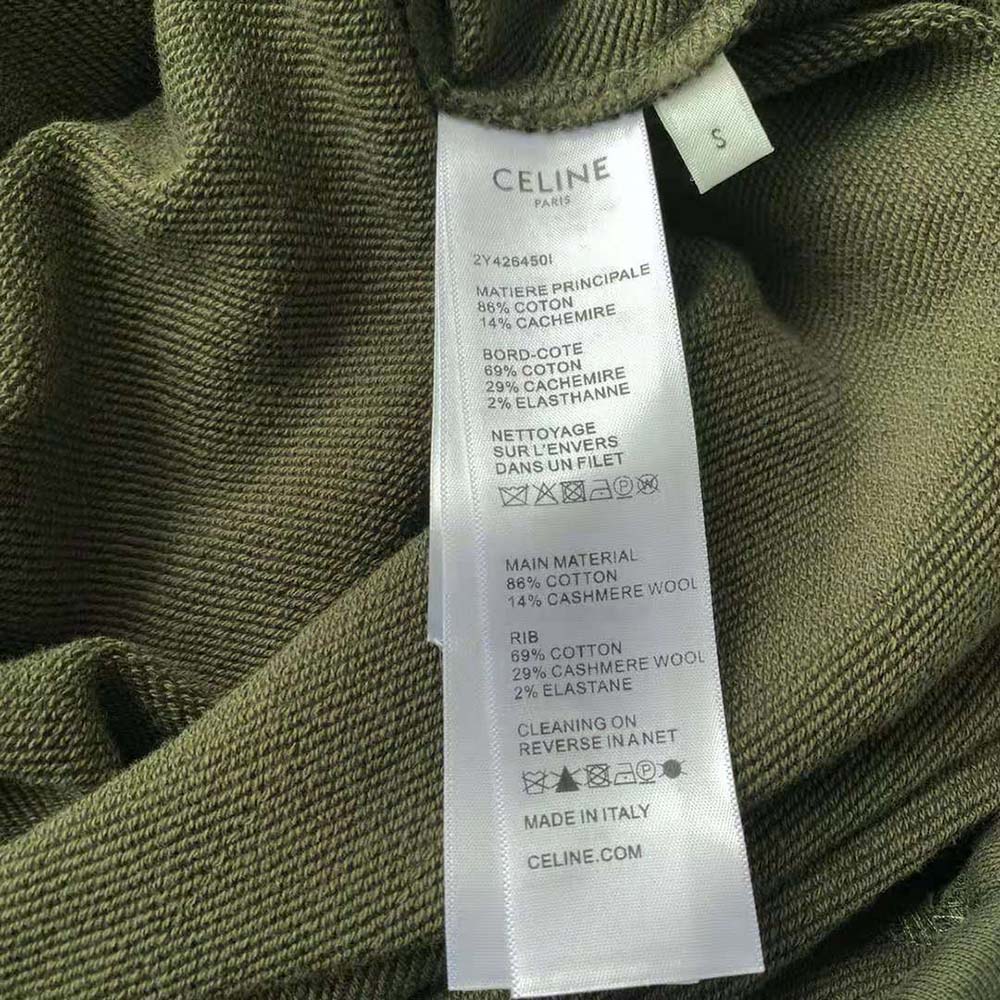 S
CELINE
PARIS
2Y426450I
MATIERE PRINCIPALE
86% COTON
14% CACHEMIRE
BORD-COTE
69% COTON
29% CACHEMIRE
2% ELASTHANNE
NETTOYAGE
SUR L'ENVERS
DANS UN FILET
P W
MAIN MATERIAL
86% COTTON
14% CASHMERE WOOL
RIB
69% COTTON
29% CASHMERE WOOL
2% ELASTANE
CLEANING ON
REVERSE IN A NET
P
MADE IN ITALY
CELINE.COM